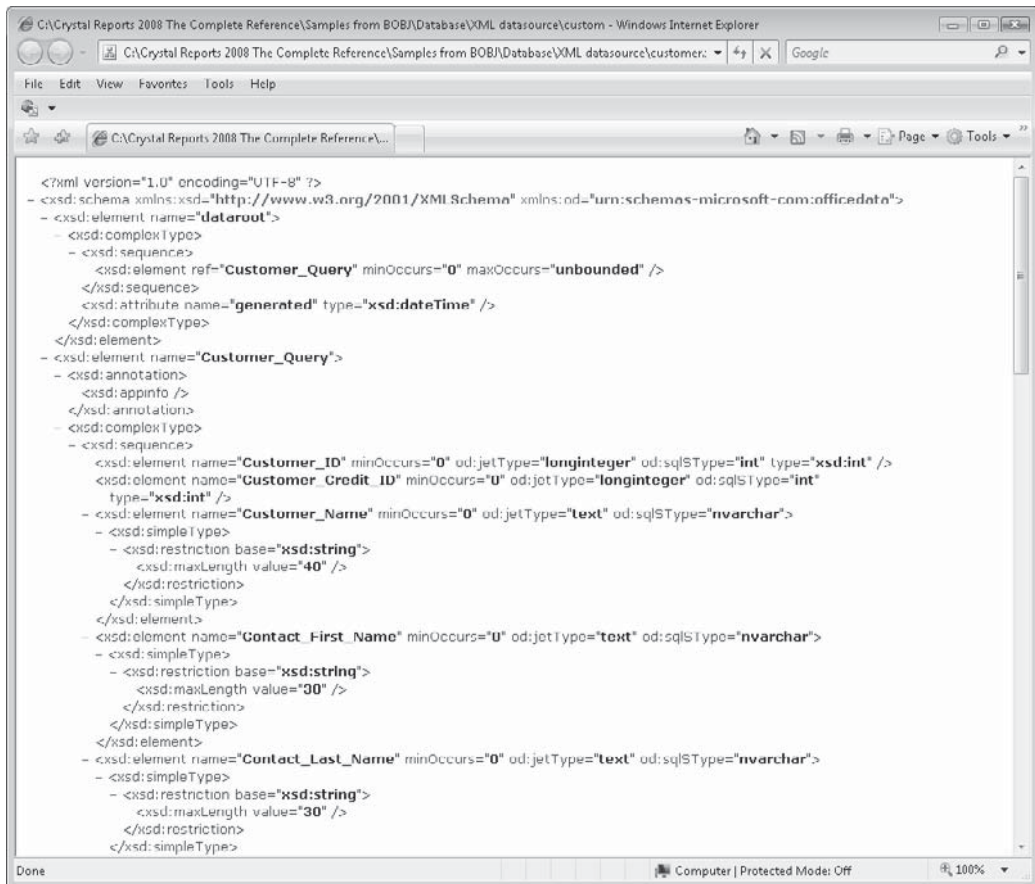 C:\Crystal Reports 2008 The Complete Reference\Samples from BOBJ\Database\XML datasource\custom - Windows Internet Explorer
C:\Crystal Reports 2008 The Complete Reference\Samples from BOBJ\Database\XML datasource\customer.:
Google
File Edit View Favorites Tools Help
C:\Crystal Reports 2008 The Complete Reference\...
Page Tools
<?xml version="1.0" encoding="UTF-8" ?>
- <xsd:schema xmlns:xsd="http://www.w3.org/2001/XMLSchema" xmlns:od="urn:schemas-microsoft-com:officedata">
- <xsd:element name="dataroot">
- <xsd:complexType>
- <xsd:sequence>
<xsd:element ref="Customer_Query" minOccurs="0" maxOccurs="unbounded" />
</xsd:sequence>
<xsd:attribute name="generated" type="xsd:dateTime" />
</xsd:complexType>
</xsd:element>
- <xsd:element name="Customer_Query">
- <xsd:annotation>
<xsd:appinfo />
</xsd:annotation>
- <xsd:complexType>
- <xsd:sequence>
<xsd:element name="Customer_ID" minOccurs="0" od:jetType="longinteger" od:sqlSType="int" type="xsd:int" />
<xsd:element name="Customer_Credit_ID" minOccurs="0" od:jetType="longinteger" od:sqlSType="int"
type="xsd:int" />
- <xsd:element name="Customer_Name" minOccurs="0" od:jetType="text" od:sqlSType="nvarchar">
- <xsd:simpleType>
- <xsd:restriction base="xsd:string">
<xsd:maxLength value="40" />
</xsd:restriction>
</xsd:simpleType>
</xsd:element>
- <xsd:element name="Contact_First_Name" minOccurs="0" od:jetType="text" od:sqlSType="nvarchar">
- <xsd:simpleType>
- <xsd:restriction base="xsd:string">
<xsd:maxLength value="30" />
</xsd:restriction>
</xsd:simpleType>
</xsd:element>
- <xsd:element name="Contact_Last_Name" minOccurs="0" od:jetType="text" od:sqlSType="nvarchar">
- <xsd:simpleType>
- <xsd:restriction base="xsd:string">
<xsd:maxLength value="30" />
</xsd:restriction>
</xsd:simpleType>
Done
Computer | Protected Mode: Off
100%